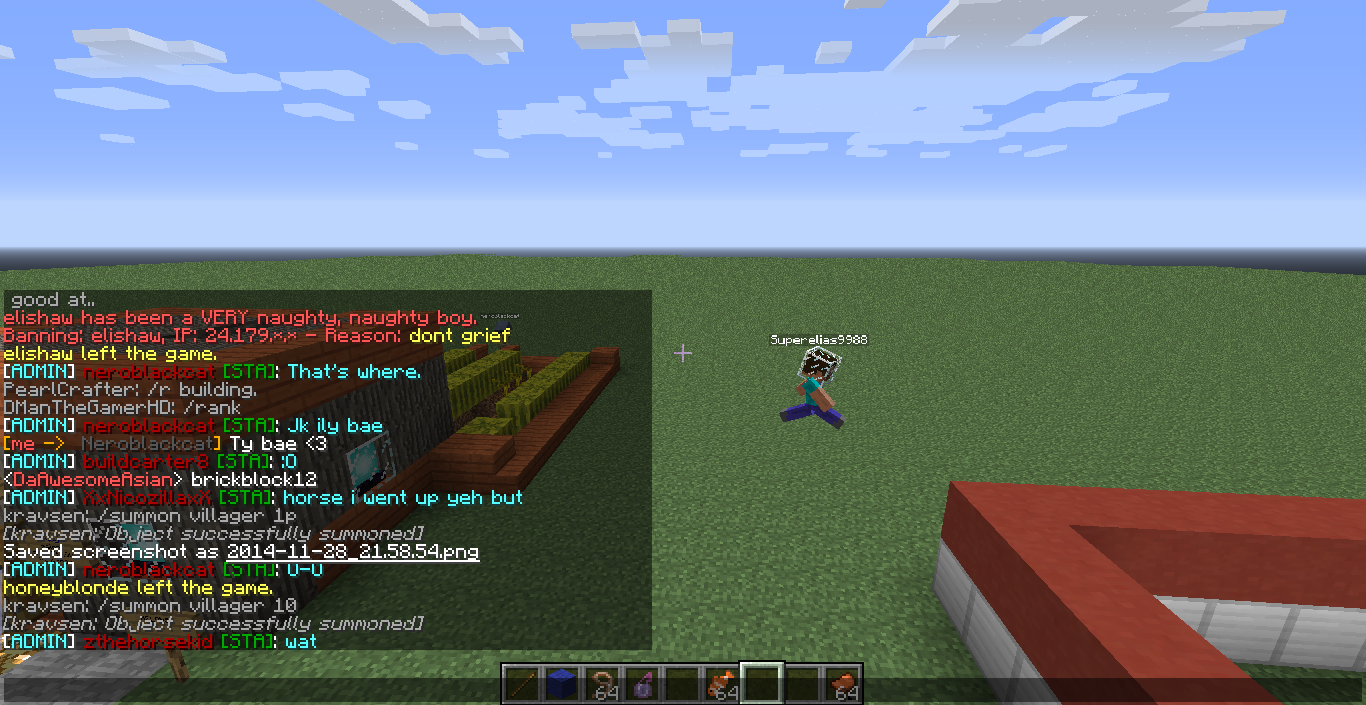 good at..
elishaw has been a VERY naughty, naughty boy.
neroblackcat
Banning: elishaw, IP: 24.179.*.* - Reason: dont grief
elishaw left the game.
Superelias9988
[ADMIN] neroblackcat [STA]: That's where.
PearlCrafter: /r building.
DManTheGamerHD: /rank
[ADMIN] neroblackcat [STA]: Jk ily bae
[me -> Neroblackcat] Ty bae <3
[ADMIN] buildcarter8 [STA]: :O
<DaAwesomeAsian> brickblock12
[ADMIN] XxNicozillaxX [STA]: horse i went up yeh but
kravsen: /summon villager 1p
[kravsen: Object successfully summoned]
Saved screenshot as 2014-11-28_21.58.54.png
[ADMIN] neroblackcat [STA]: U-U
honeyblonde left the game.
kravsen: /summon villager 10
[kravsen: Object successfully summoned]
[ADMIN] zthehorsekid [STA]: wat
64
64
64